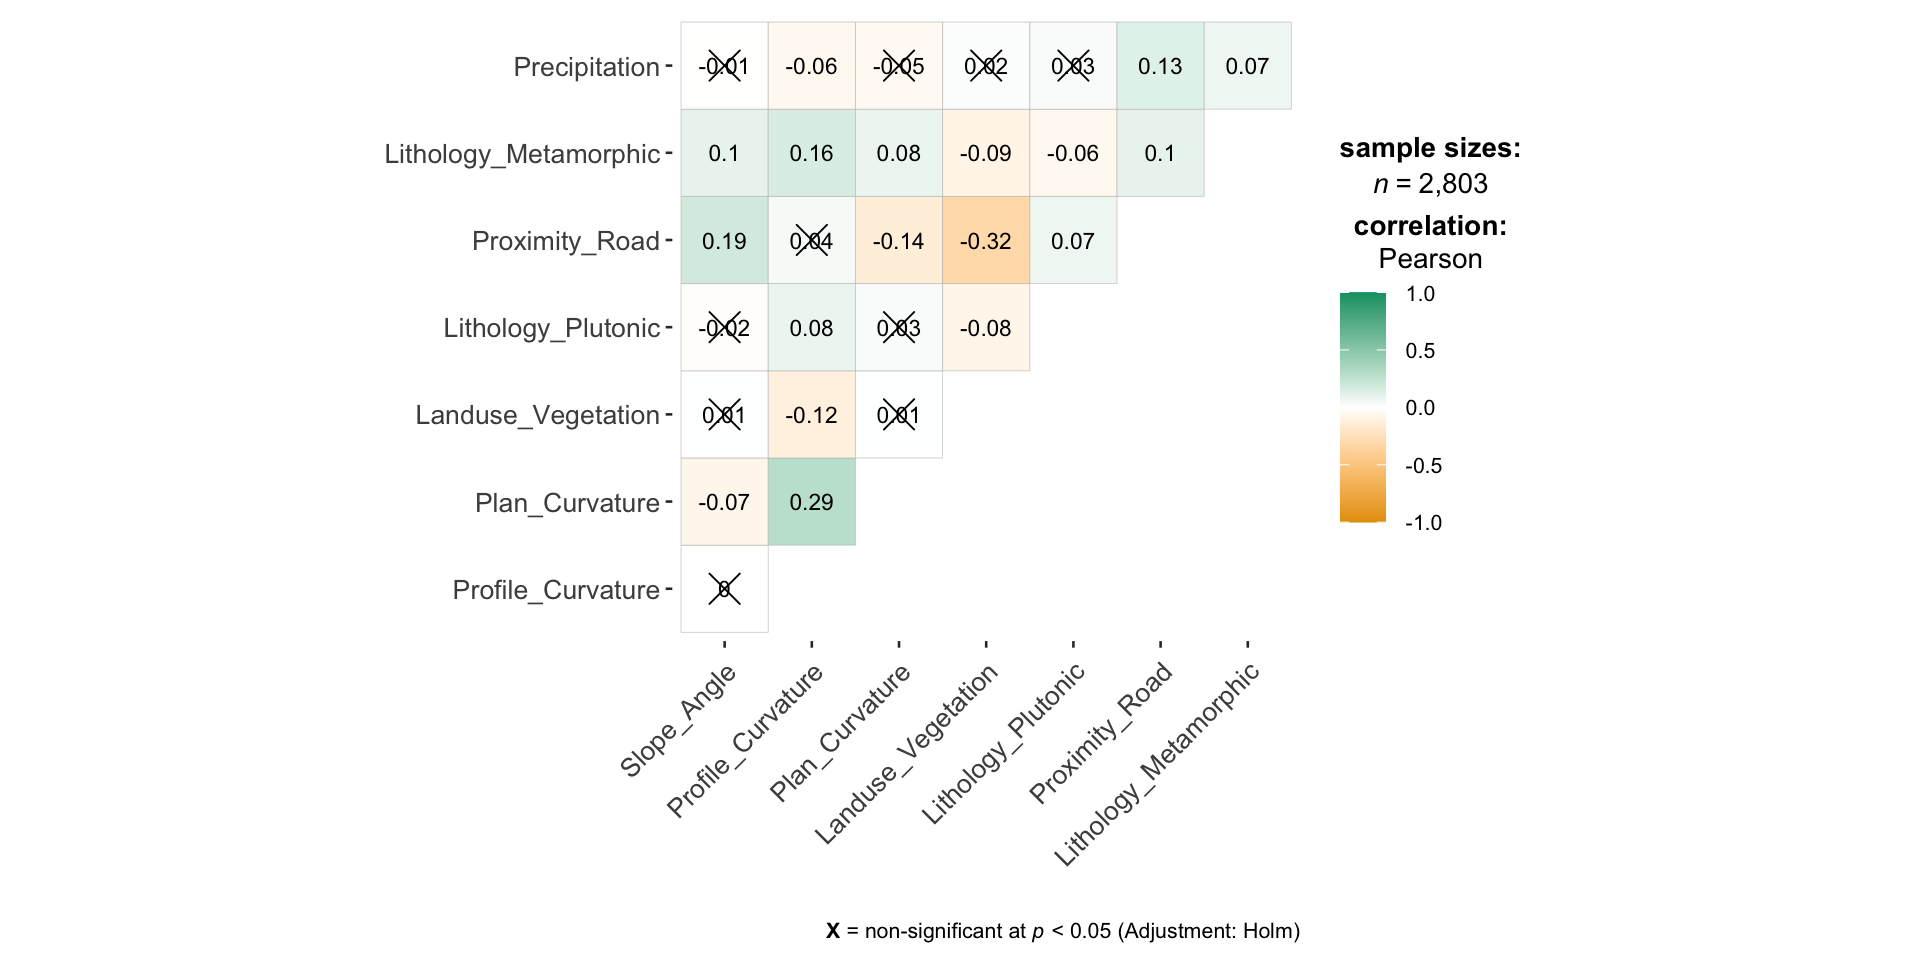 Precipitation -0.01 -0.06 -0.05 0.02 0.03 0.13 0.07
Lithology_Metamorphic 0.1 0.16 0.08 -0.09 -0.06 0.1
Proximity_Road 0.19 0.04 -0.14 -0.32 0.07
Lithology_Plutonic -0.02 0.08 0.03 -0.08
Landuse_Vegetation 0.01 -0.12 0.01
Plan_Curvature -0.07 0.29
Profile_Curvature 0
Slope_Angle
Profile_Curvature
Plan_Curvature
Landuse_Vegetation
Lithology_Plutonic
Proximity_Road
Lithology_Metamorphic
sample sizes:
n = 2,803
correlation:
Pearson
1.0
0.5
0.0
-0.5
-1.0
X = non-significant at p < 0.05 (Adjustment: Holm)